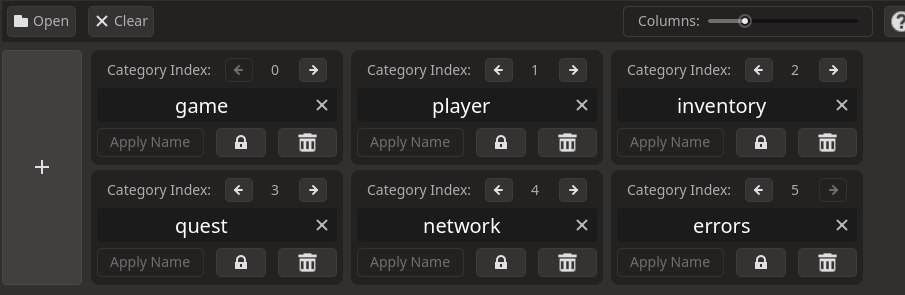 Open Clear Columns: ?
Category Index: 0 Category Index: 1 Category Index: 2
game player inventory
Apply Name Apply Name Apply Name
Category Index: 3 Category Index: 4 Category Index: 5
quest network errors
Apply Name Apply Name Apply Name